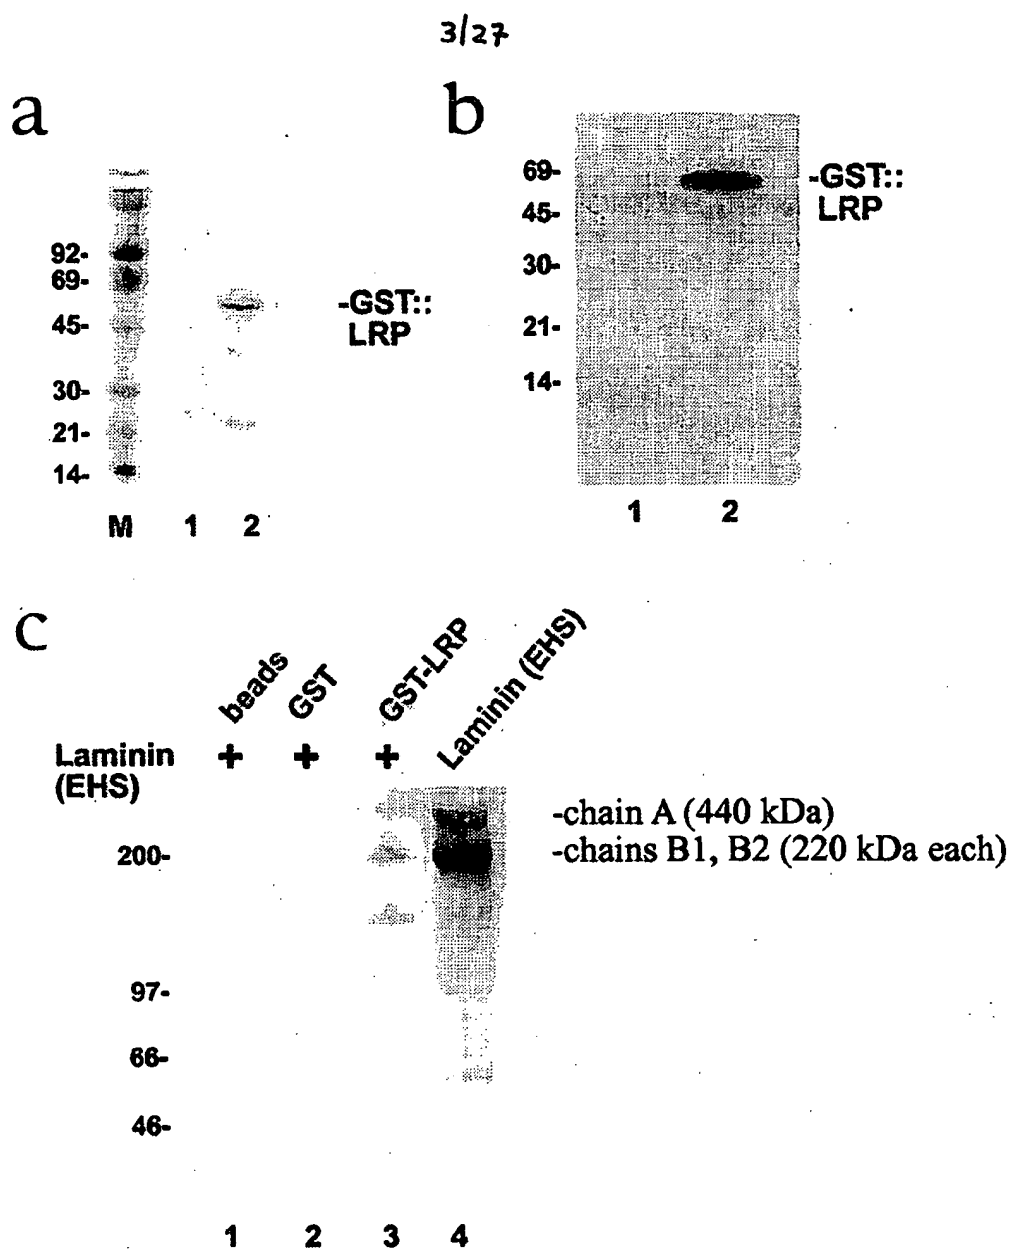 3/27
a
92-
69-
45-
30-
21-
14-
-GST::
LRP
M 1 2
b
69-
45-
30-
21-
14-
-GST::
LRP
1 2
c
beads
GST
GST-LRP
Laminin (EHS)
Laminin + + +
(EHS)
-chain A (440 kDa)
200-
-chains B1, B2 (220 kDa each)
97-
66-
46-
1 2 3 4